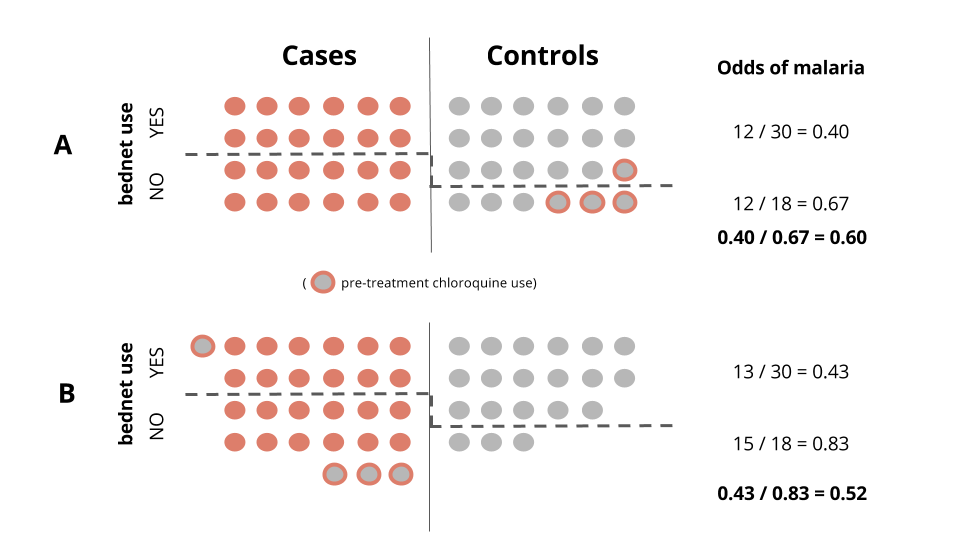 Cases
Controls
Odds of malaria
A
bednet use
YES
NO
12 / 30 = 0.40
12 / 18 = 0.67
0.40 / 0.67 = 0.60
( pre-treatment chloroquine use)
B
bednet use
YES
NO
13 / 30 = 0.43
15 / 18 = 0.83
0.43 / 0.83 = 0.52